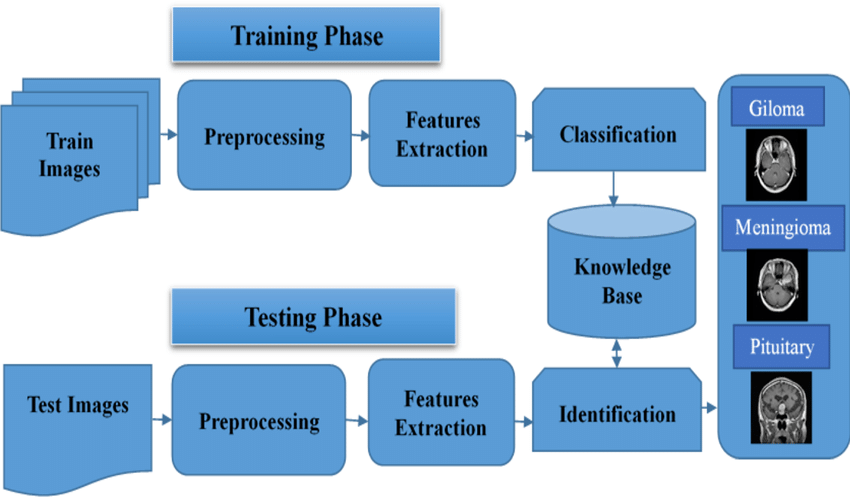 Training Phase
Train
Images
Preprocessing
Features
Extraction
Classification
Knowledge
Base
Testing Phase
Test Images
Preprocessing
Features
Extraction
Identification
Giloma
Meningioma
Pituitary